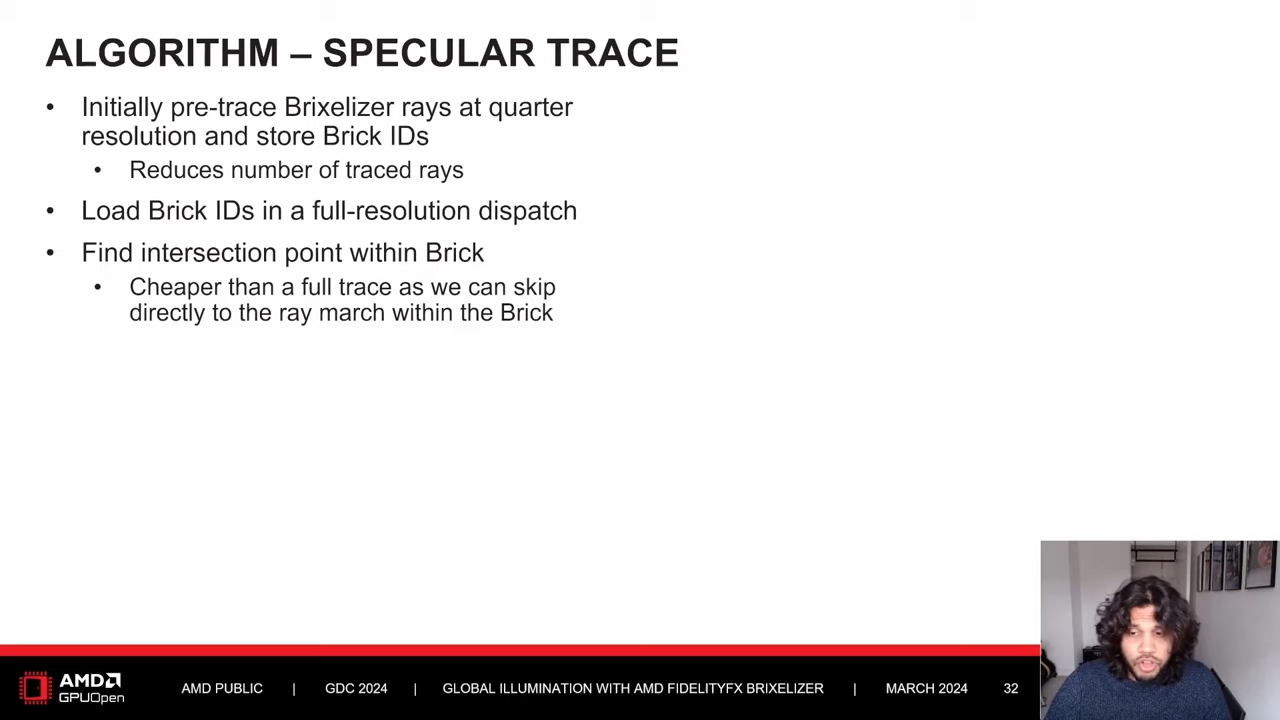 ALGORITHM – SPECULAR TRACE
• Initially pre-trace Brixelizer rays at quarter
resolution and store Brick IDs
• Reduces number of traced rays
• Load Brick IDs in a full-resolution dispatch
• Find intersection point within Brick
• Cheaper than a full trace as we can skip
directly to the ray march within the Brick
AMD
GPUOpen
AMD PUBLIC | GDC 2024 | GLOBAL ILLUMINATION WITH AMD FIDELITYFX BRIXELIZER | MARCH 2024 32